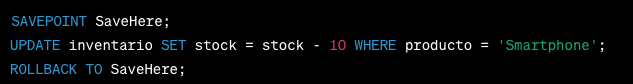 SAVEPOINT SaveHere;
UPDATE inventario SET stock = stock - 10 WHERE producto = 'Smartphone';
ROLLBACK TO SaveHere;